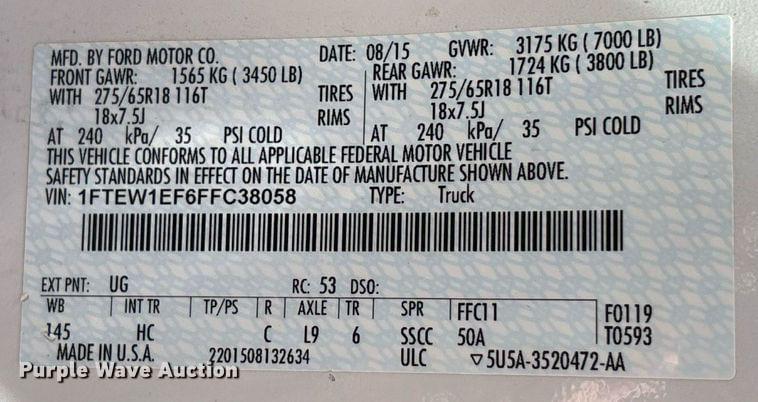 MFD. BY FORD MOTOR CO. DATE: 08/15 GVWR: 3175 KG ( 7000 LB)
FRONT GAWR: 1565 KG ( 3450 LB) REAR GAWR: 1724 KG ( 3800 LB)
WITH 275/65R18 116T TIRES WITH 275/65R18 116T TIRES
18x7.5J RIMS 18x7.5J RIMS
AT 240 kPa/ 35 PSI COLD AT 240 kPa/ 35 PSI COLD
THIS VEHICLE CONFORMS TO ALL APPLICABLE FEDERAL MOTOR VEHICLE
SAFETY STANDARDS IN EFFECT ON THE DATE OF MANUFACTURE SHOWN ABOVE.
VIN: 1FTEW1EF6FFC38058 TYPE: Truck
EXT PNT: UG RC: 53 DSO:
WB INT TR TP/PS R AXLE TR SPR FFC11 F0119
145 HC C L9 6 SSCC 50A T0593
MADE IN U.S.A. 2201508132634 ULC ▽5U5A-3520472-AA
Purple Wave Auction